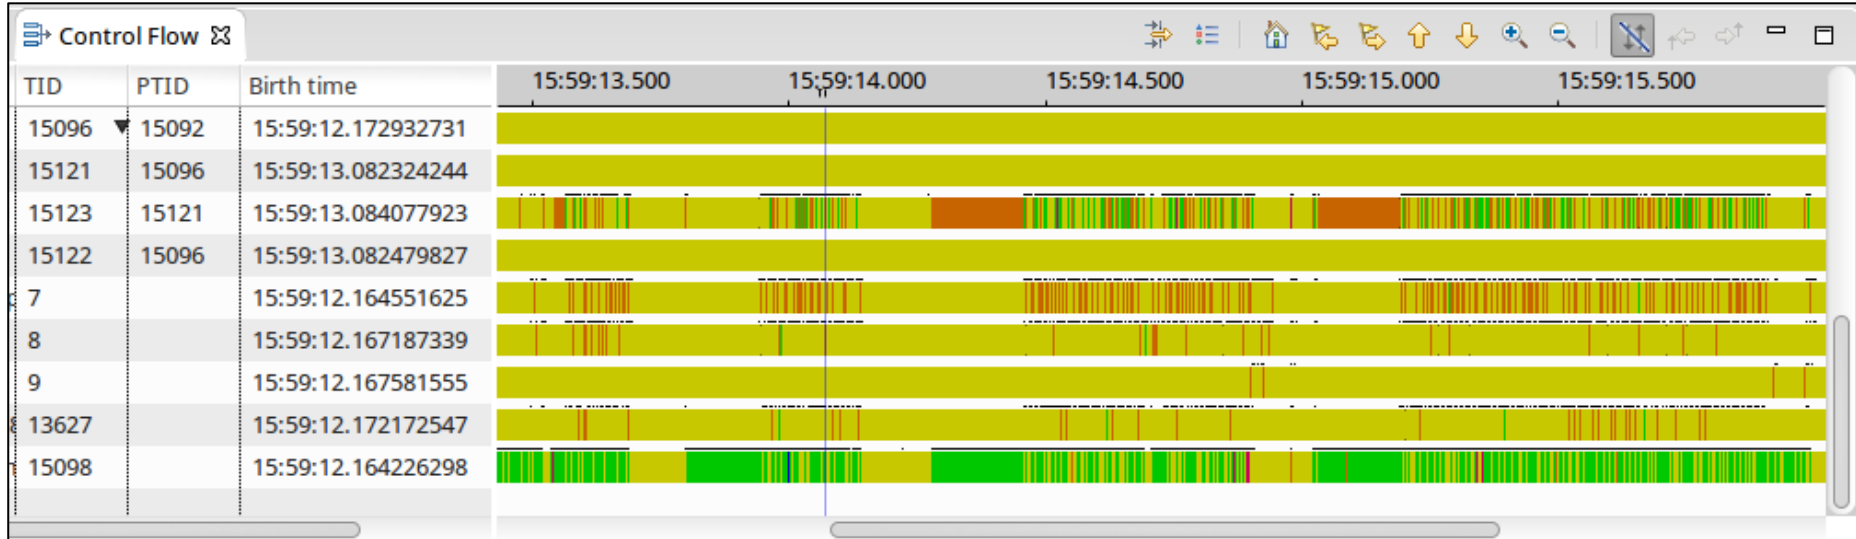 Control Flow
TID PTID Birth time 15:59:13.500 15:59:14.000 15:59:14.500 15:59:15.000 15:59:15.500
15096 15092 15:59:12.172932731
15121 15096 15:59:13.082324244
15123 15121 15:59:13.084077923
15122 15096 15:59:13.082479827
7 15:59:12.164551625
8 15:59:12.167187339
9 15:59:12.167581555
13627 15:59:12.172172547
15098 15:59:12.164226298